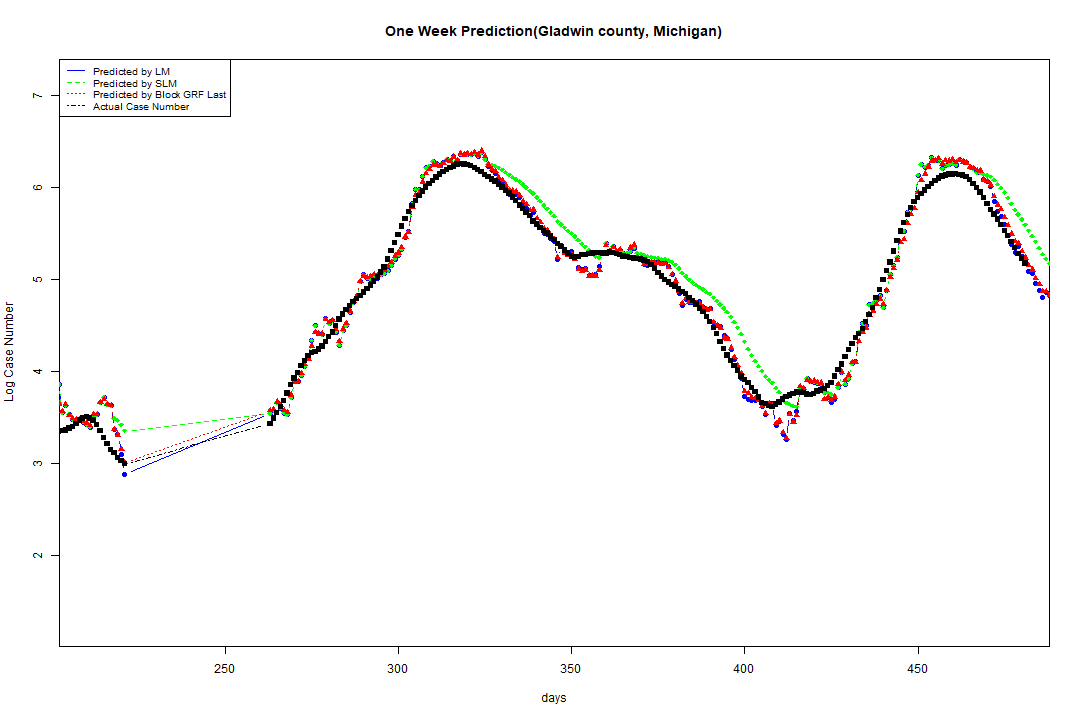 One Week Prediction(Gladwin county, Michigan)
Predicted by LM
Predicted by SLM
Predicted by Block GRF Last
Actual Case Number
Log Case Number
7
6
5
4
3
2
250 300 350 400 450
days